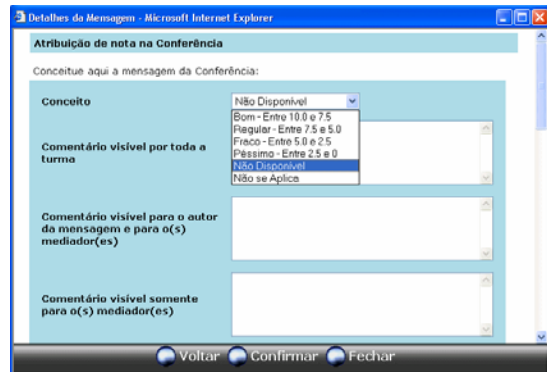 Detalhes da Mensagem - Microsoft Internet Explorer
Atribuição de nota na Conferência
Conceitue aqui a mensagem da Conferência:
Conceito
Não Disponível
Bom - Entre 10.0 e 7.5
Regular - Entre 7.5 e 5.0
Fraco - Entre 5.0 e 2.5
Péssimo - Entre 2.5 e 0
Não Disponível
Não se Aplica
Comentário visível por toda a
turma
Comentário visível para o autor
da mensagem e para o(s)
mediador(es)
Comentário visível somente
para o(s) mediador(es)
Voltar Confirmar Fechar